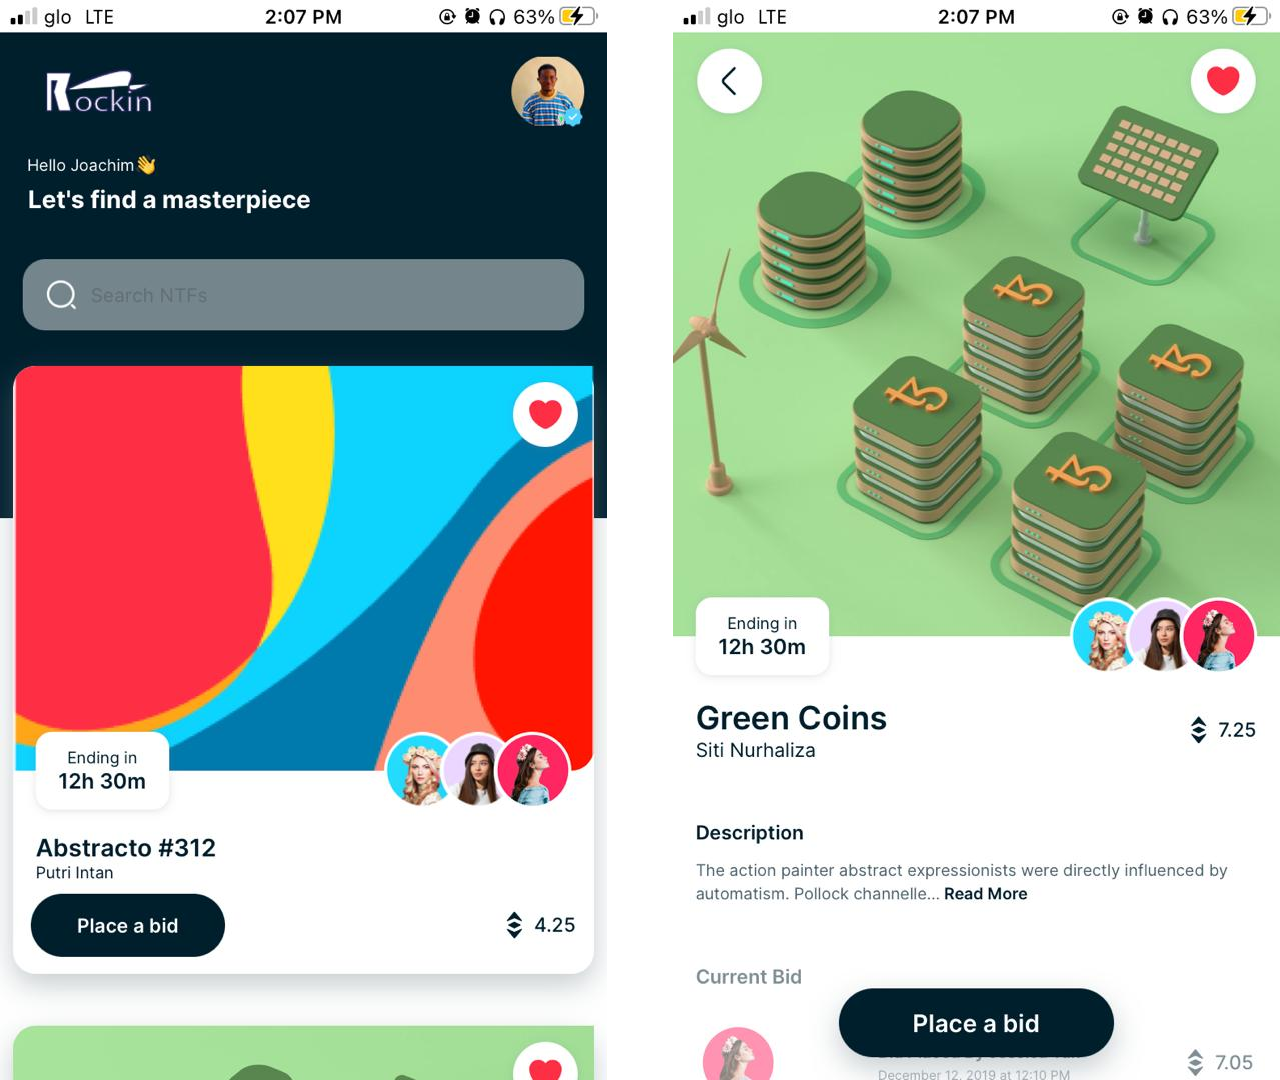 glo LTE 2:07 PM 63%
Rockin
Hello Joachim👋
Let's find a masterpiece
Search NTFs
Ending in
12h 30m
Abstracto #312
Putri Intan
Place a bid
4.25
glo LTE 2:07 PM 63%
Ending in
12h 30m
Green Coins
Siti Nurhaliza
7.25
Description
The action painter abstract expressionists were directly influenced by
automatism. Pollock channelle... Read More
Current Bid
Place a bid
7.05
December 12, 2019 at 12:10 PM